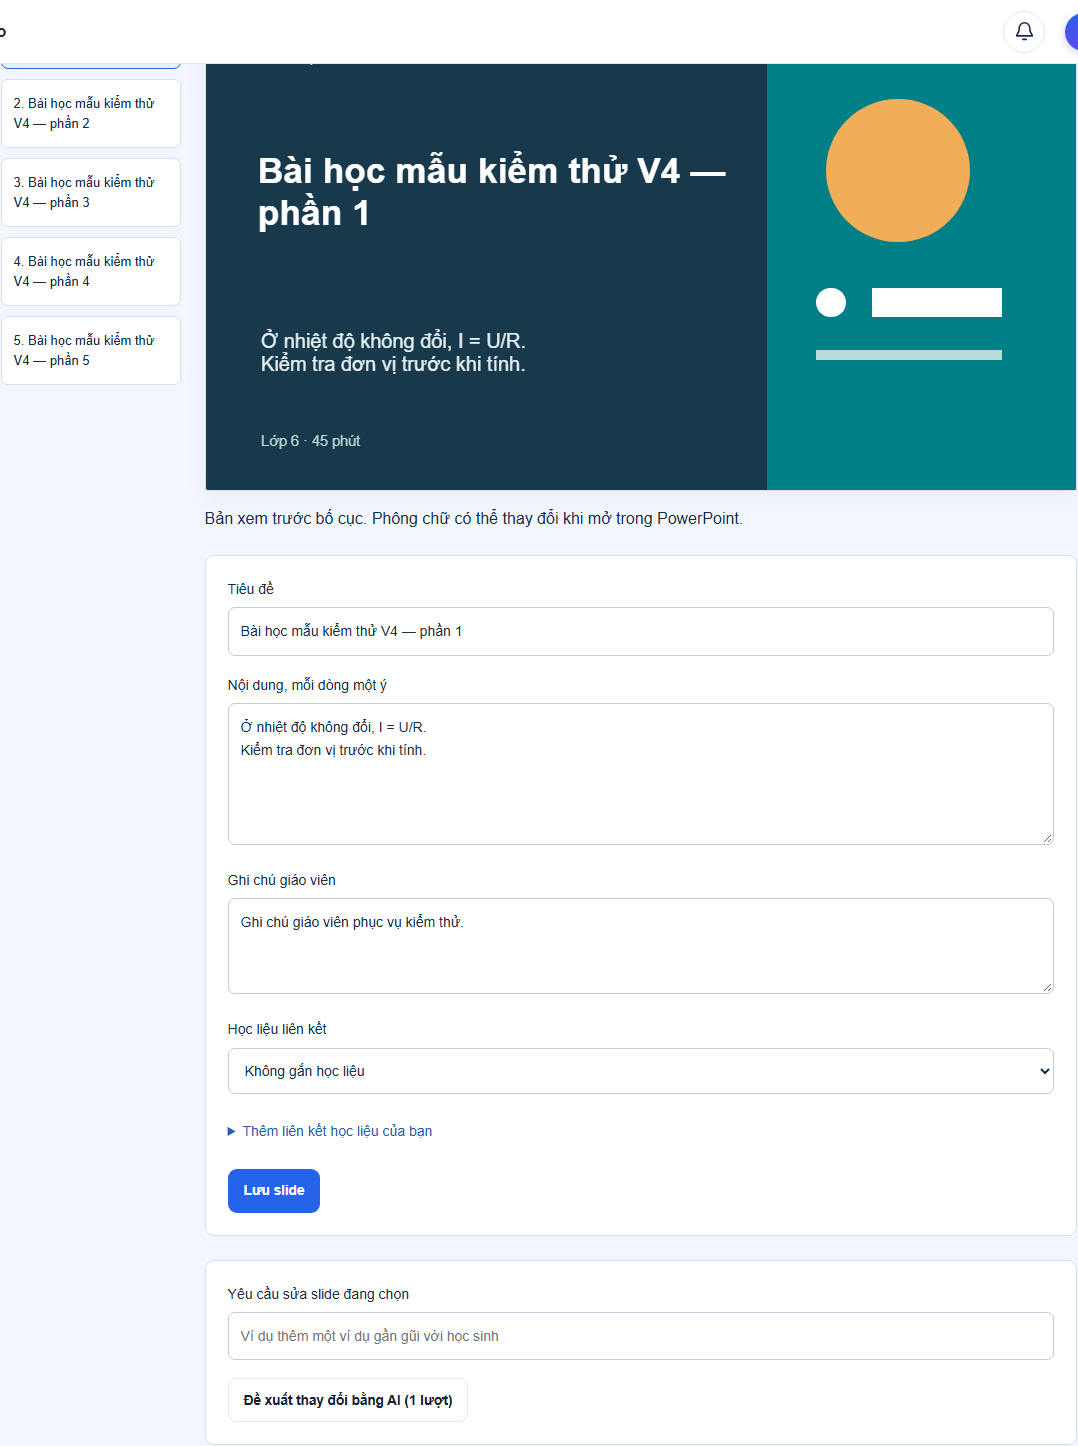 2. Bài học mẫu kiểm thử
V4 — phần 2
3. Bài học mẫu kiểm thử
V4 — phần 3
4. Bài học mẫu kiểm thử
V4 — phần 4
5. Bài học mẫu kiểm thử
V4 — phần 5
Bài học mẫu kiểm thử V4 —
phần 1
Ở nhiệt độ không đổi, I = U/R.
Kiểm tra đơn vị trước khi tính.
Lớp 6 · 45 phút
Bản xem trước bố cục. Phông chữ có thể thay đổi khi mở trong PowerPoint.
Tiêu đề
Bài học mẫu kiểm thử V4 — phần 1
Nội dung, mỗi dòng một ý
Ở nhiệt độ không đổi, I = U/R.
Kiểm tra đơn vị trước khi tính.
Ghi chú giáo viên
Ghi chú giáo viên phục vụ kiểm thử.
Học liệu liên kết
Không gắn học liệu
Thêm liên kết học liệu của bạn
Lưu slide
Yêu cầu sửa slide đang chọn
Ví dụ thêm một ví dụ gần gũi với học sinh
Đề xuất thay đổi bằng AI (1 lượt)